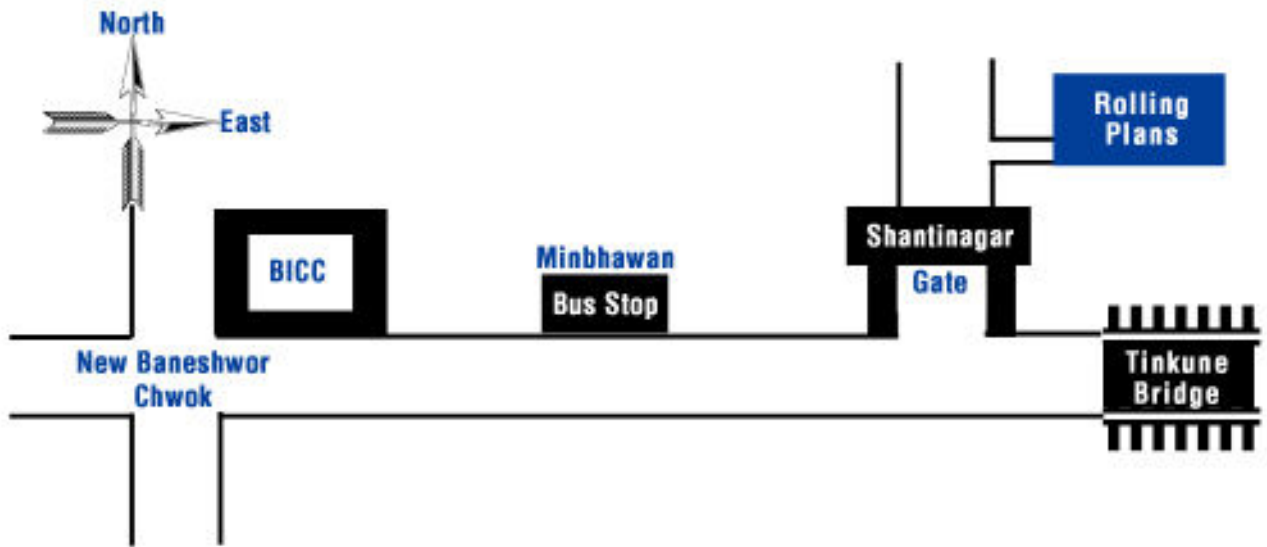 North
East
Rolling
Plans
Shantinagar
Gate
BICC
Minbhawan
Bus Stop
New Baneshwor
Chwok
Tinkune
Bridge